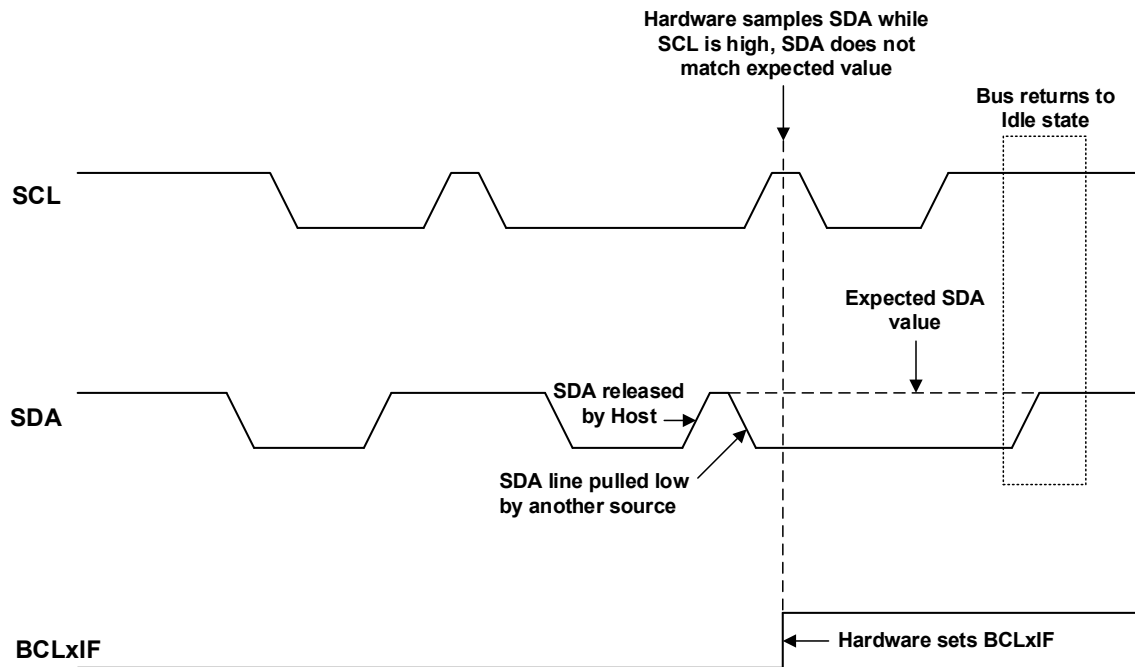 Hardware samples SDA while
SCL is high, SDA does not
match expected value
Bus returns to
Idle state
SCL
Expected SDA
value
SDA
SDA released
by Host
SDA line pulled low
by another source
BCLxIF
Hardware sets BCLxIF